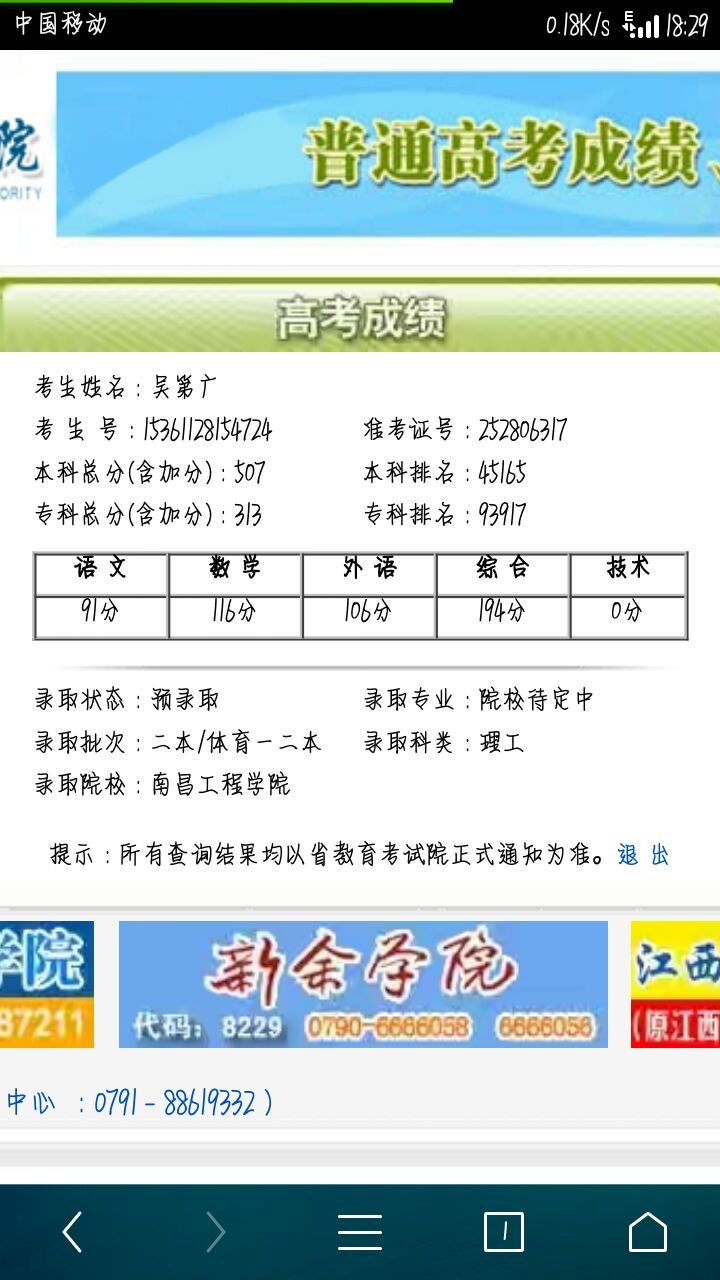 中国移动 0.18K/s E 18:29
院
ORITY
普通高考成绩、
高考成绩
考生姓名：吴第广
考 生 号：15361128154724 准考证号：252806317
本科总分(含加分)：507 本科排名：45165
专科总分(含加分)：313 专科排名：93917
语文 数学 外语 综合 技术
91分 116分 106分 194分 0分
录取状态：预录取 录取专业：院校待定中
录取批次：二本/体育一二本 录取科类：理工
录取院校：南昌工程学院
提示：所有查询结果均以省教育考试院正式通知为准。退 出
学院 新余学院 江西
87211 代码：8229 0790-6666058 6666056 (原江西
中心 ：0791-88619332）
1